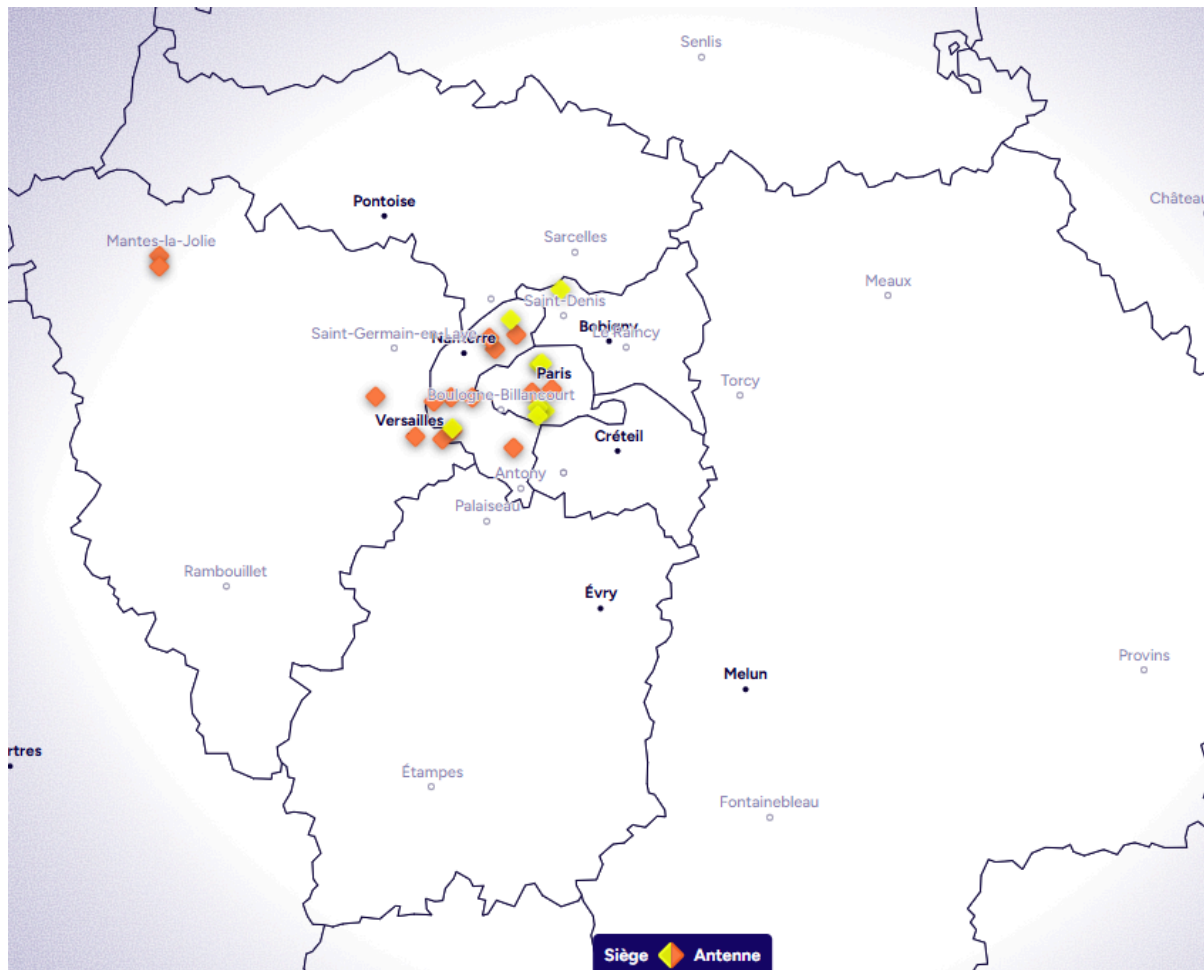 Senlis
Château
Pontoise
Mantes-la-Jolie
Sarcelles
Meaux
Saint-Denis
Saint-Germain-en-Laye
Nanterre
Bobigny
Le Raincy
Paris
Torcy
Boulogne-Billancourt
Versailles
Créteil
Antony
Palaiseau
Rambouillet
Évry
Provins
Melun
rtres
Étampes
Fontainebleau
Siège Antenne